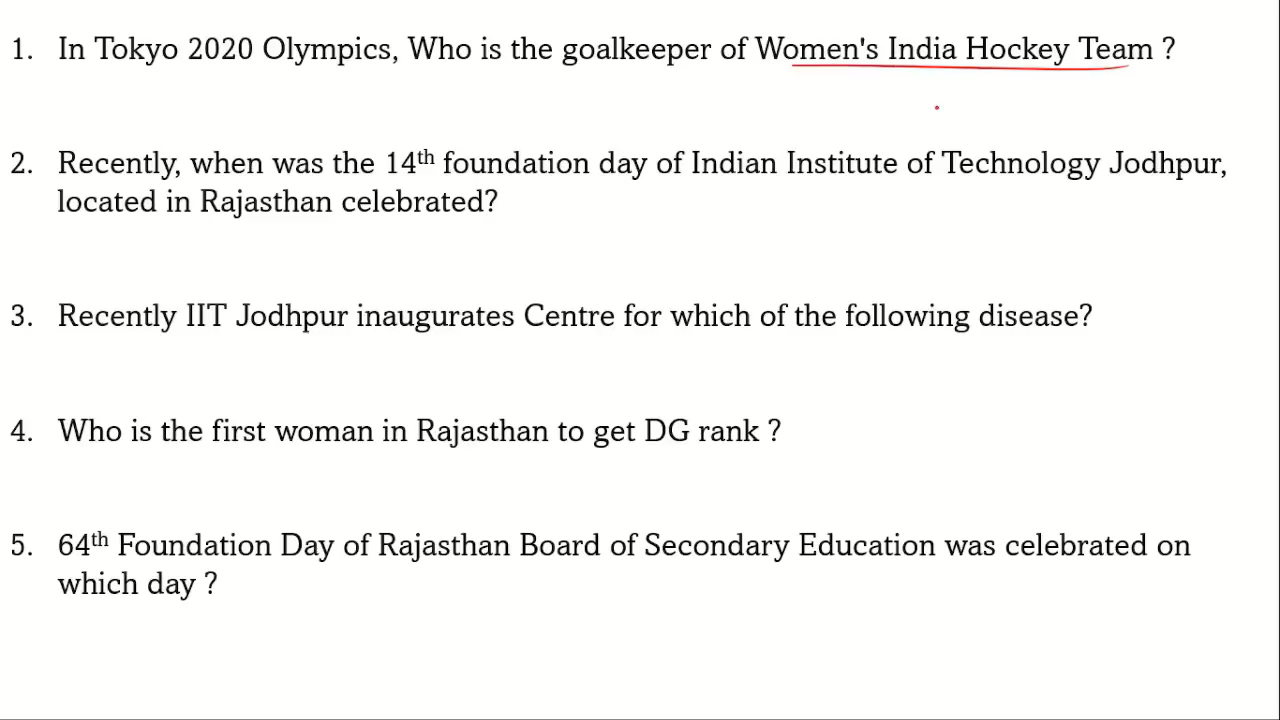 1. In Tokyo 2020 Olympics, Who is the goalkeeper of Women's India Hockey Team ?
2. Recently, when was the 14th foundation day of Indian Institute of Technology Jodhpur,
located in Rajasthan celebrated?
3. Recently IIT Jodhpur inaugurates Centre for which of the following disease?
4. Who is the first woman in Rajasthan to get DG rank ?
5. 64th Foundation Day of Rajasthan Board of Secondary Education was celebrated on
which day ?